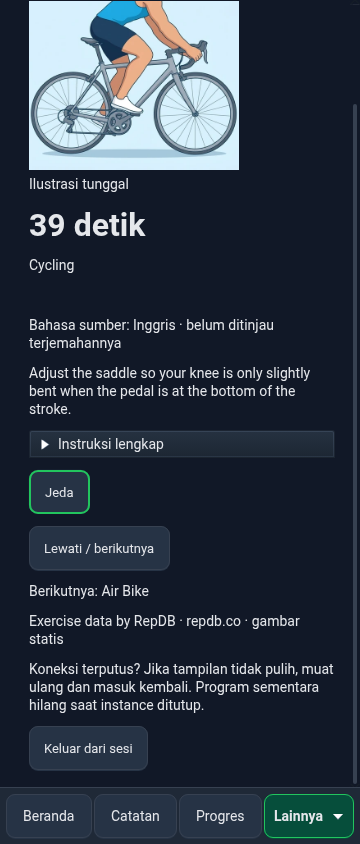 Ilustrasi tunggal
39 detik
Cycling
Bahasa sumber: Inggris · belum ditinjau
terjemahannya
Adjust the saddle so your knee is only slightly
bent when the pedal is at the bottom of the
stroke.
Instruksi lengkap
Jeda
Lewati / berikutnya
Berikutnya: Air Bike
Exercise data by RepDB · repdb.co · gambar
statis
Koneksi terputus? Jika tampilan tidak pulih, muat
ulang dan masuk kembali. Program sementara
hilang saat instance ditutup.
Keluar dari sesi
Beranda
Catatan
Progres
Lainnya